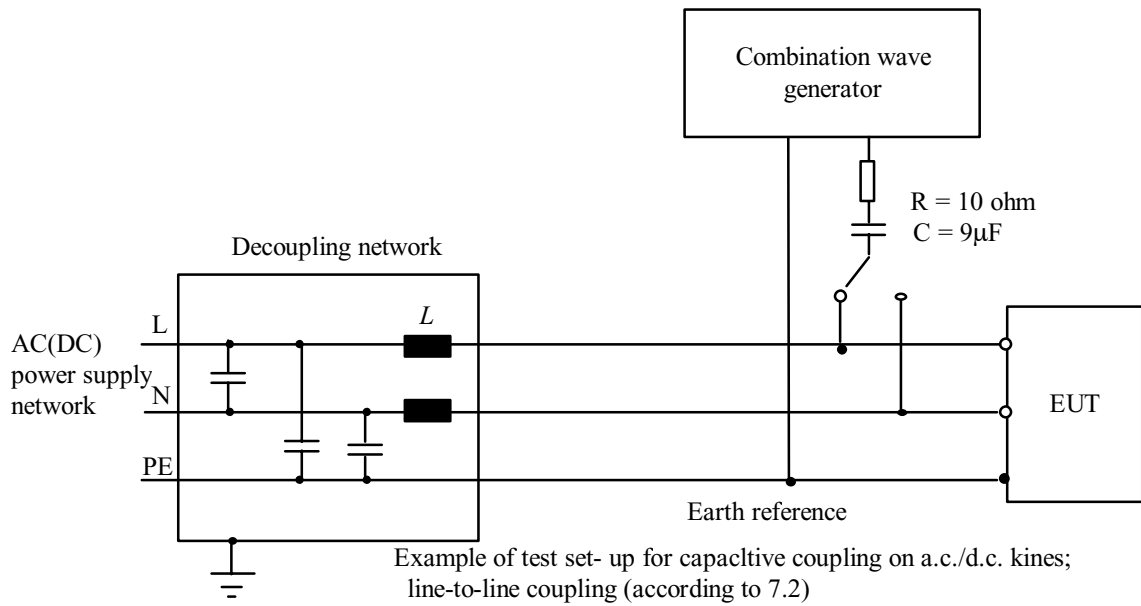 Combination wave
generator
R = 10 ohm
C = 9μF
Decoupling network
L
L
AC(DC)
power supply
network
N
EUT
PE
Earth reference
Example of test set- up for capacltive coupling on a.c./d.c. kines;
line-to-line coupling (according to 7.2)